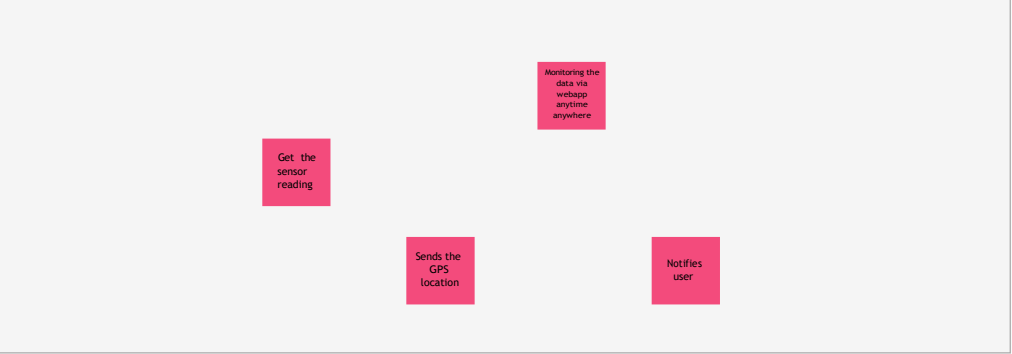 Monitoring the
data via
webapp
anytime
anywhere
Get the
sensor
reading
Sends the
GPS
location
Notifies
user